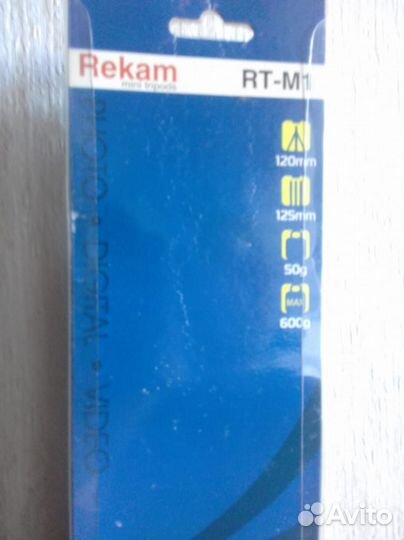 Rekam
mini tripods
RT-M1
120mm
125mm
50g
MAX
600g
PHOTO • DIGITAL • VIDEO
Avito